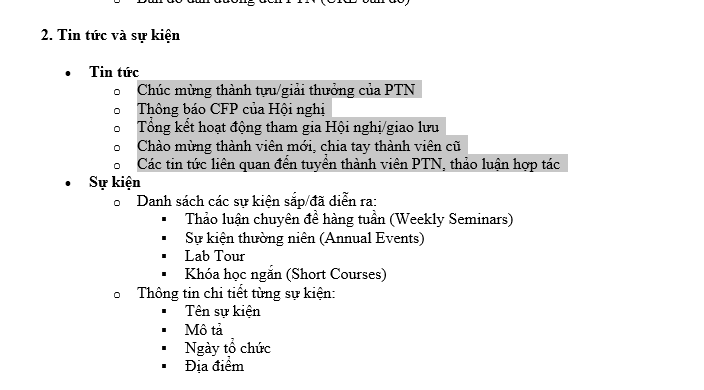 2. Tin tức và sự kiện
• Tin tức
o Chúc mừng thành tựu/giải thưởng của PTN
o Thông báo CFP của Hội nghị
o Tổng kết hoạt động tham gia Hội nghị/giao lưu
o Chào mừng thành viên mới, chia tay thành viên cũ
o Các tin tức liên quan đến tuyển thành viên PTN, thảo luận hợp tác
• Sự kiện
o Danh sách các sự kiện sắp/đã diễn ra:
▪ Thảo luận chuyên đề hàng tuần (Weekly Seminars)
▪ Sự kiện thường niên (Annual Events)
▪ Lab Tour
▪ Khóa học ngắn (Short Courses)
o Thông tin chi tiết từng sự kiện:
▪ Tên sự kiện
▪ Mô tả
▪ Ngày tổ chức
▪ Địa điểm